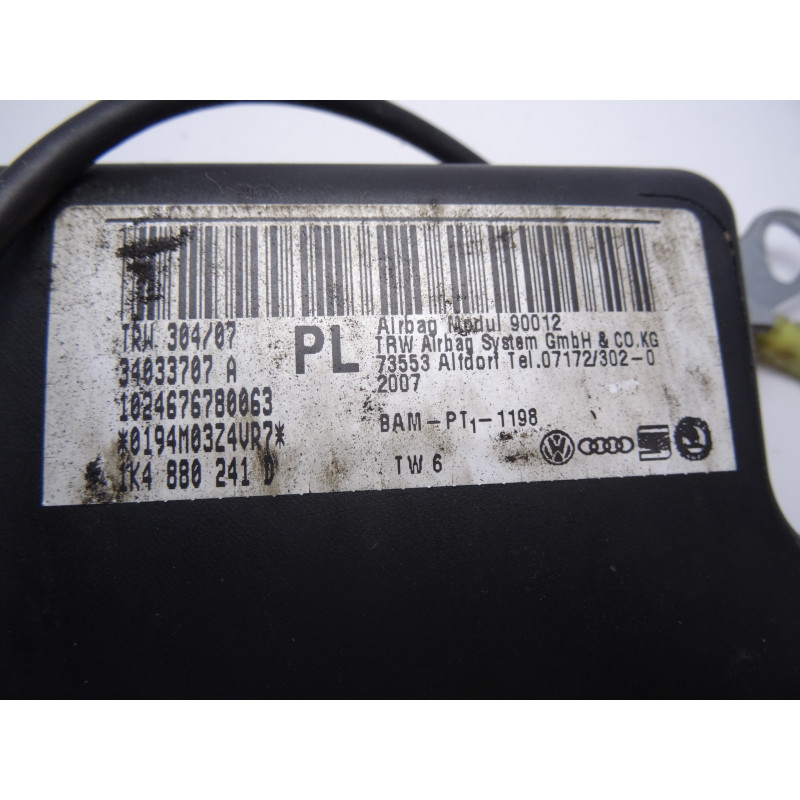 TRW 304/07
34033707 A
1024676780063
*0194M03Z4VR7*
1K4 880 241 D
PL
Airbag Modul 90012
TRW Airbag System GmbH & CO.KG
73553 Alfdorf Tel.07172/302-0
2007
BAM-PT1-1198
TW 6